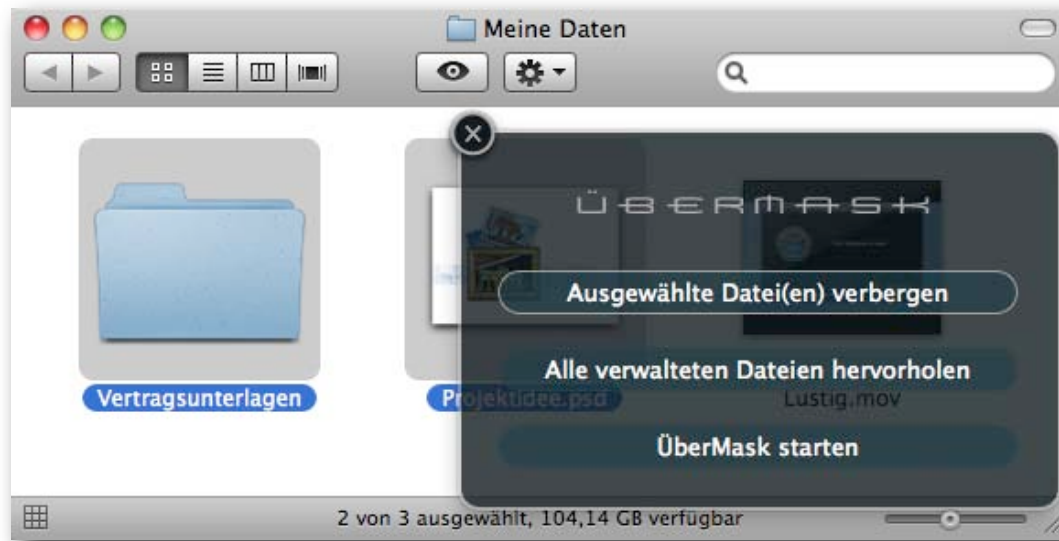 Meine Daten
ÜBERMASK
Ausgewählte Datei(en) verbergen
Alle verwalteten Dateien hervorholen
Vertragsunterlagen
Projektidee.psd
Lustig.mov
ÜberMask starten
2 von 3 ausgewählt, 104,14 GB verfügbar